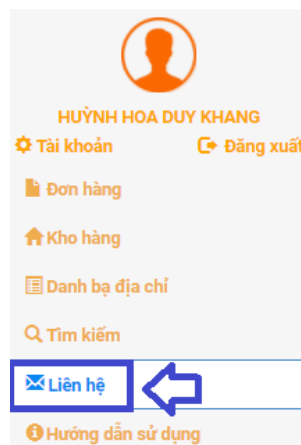 HUỲNH HOA DUY KHANG
Tài khoản Đăng xuất
Đơn hàng
Kho hàng
Danh bạ địa chỉ
Tìm kiếm
Liên hệ
Hướng dẫn sử dụng